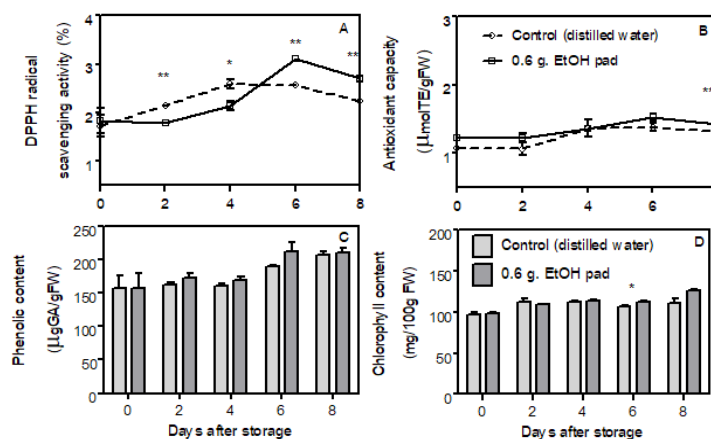 A
DPPH radical
scavenging activity (%)
5
4
3
2
1
**
*
**
**
0 2 4 6 8
B
Control (distilled water)
0.6 g. EtOH pad
Antioxidant capacity
(µmolTE/gFW)
3
2
1
**
0 2 4 6 8
C
Phenolic content
(µgGA/gFW)
250
200
150
100
50
0
0 2 4 6 8
Days after storage
D
Control (distilled water)
0.6 g. EtOH pad
Chlorophyll content
(mg/100g FW)
200
150
100
50
0
*
0 2 4 6 8
Days after storage